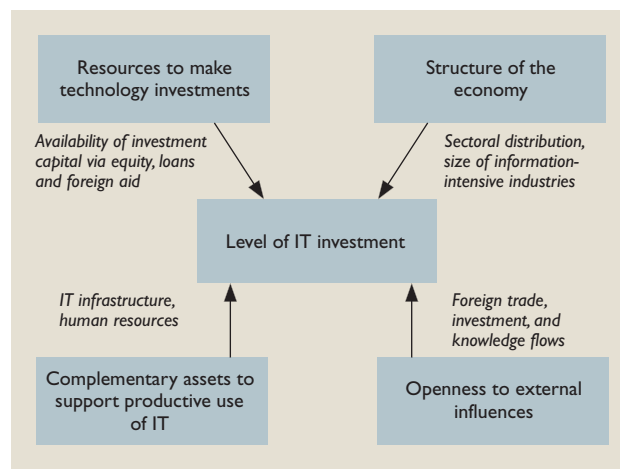 Resources to make
technology investments
Structure of the
economy
Availability of investment
capital via equity, loans
and foreign aid
Sectoral distribution,
size of information-
intensive industries
Level of IT investment
IT infrastructure,
human resources
Foreign trade,
investment, and
knowledge flows
Complementary assets to
support productive use
of IT
Openness to external
influences